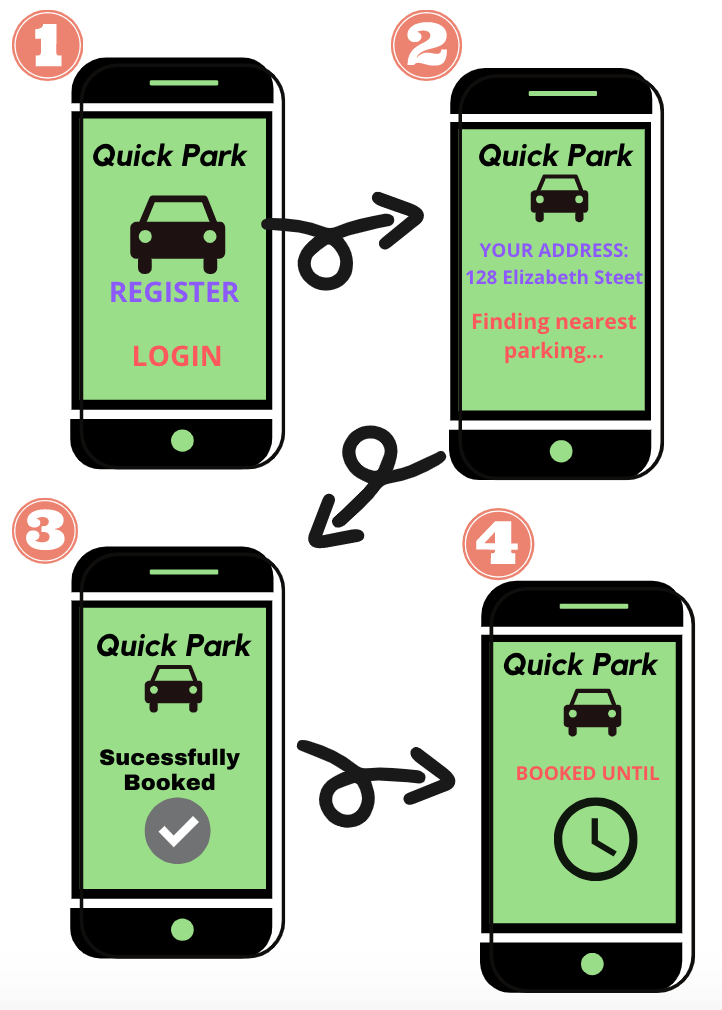 1
Quick Park
REGISTER
LOGIN
2
Quick Park
YOUR ADDRESS:
128 Elizabeth Steet
Finding nearest
parking...
3
Quick Park
Sucessfully
Booked
4
Quick Park
BOOKED UNTIL